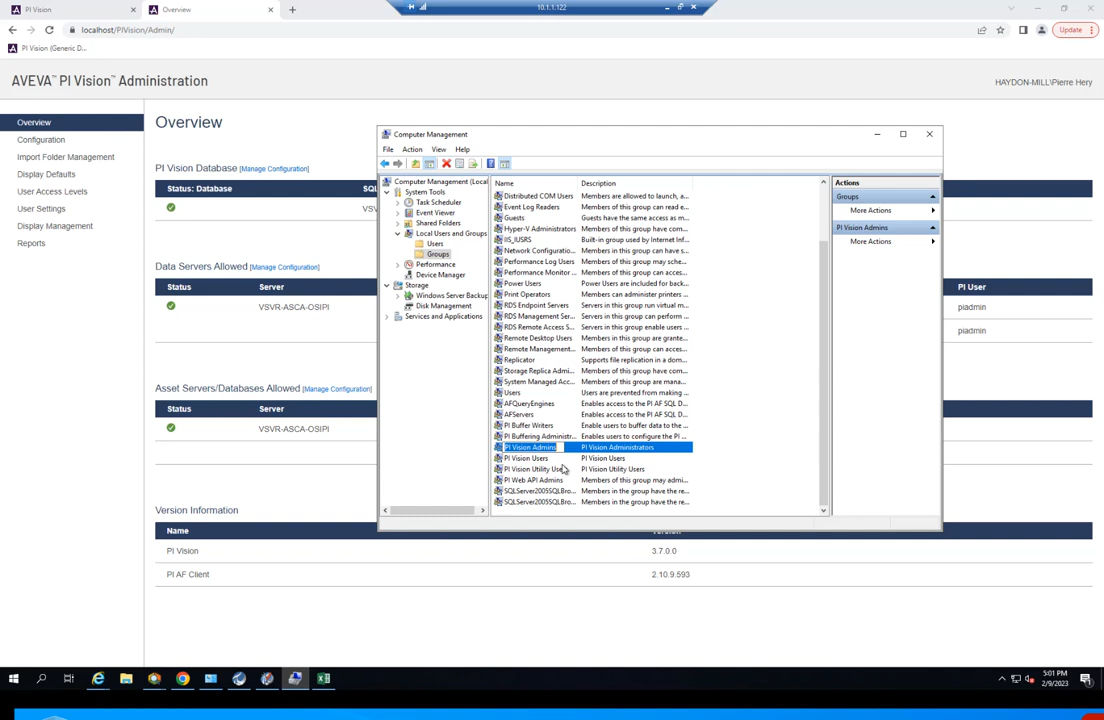 PI Vision
Overview
10.1.1.122
localhost/PIVision/Admin/
Update
PI Vision (Generic D...
AVEVA™ PI Vision™ Administration
HAYDON-MILL\Pierre Hery
Overview
Configuration
Import Folder Management
Display Defaults
User Access Levels
User Settings
Display Management
Reports
Overview
PI Vision Database [Manage Configuration]
Status: Database
SQL
VSV
Data Servers Allowed [Manage Configuration]
Status
Server
PI User
VSVR-ASCA-OSIPI
piadmin
piadmin
Asset Servers/Databases Allowed [Manage Configuration]
Status
Server
VSVR-ASCA-OSIPI
Version Information
Name
Version
PI Vision
3.7.0.0
PI AF Client
2.10.9.593
Computer Management
File
Action
View
Help
Computer Management (Local
System Tools
Task Scheduler
Event Viewer
Shared Folders
Local Users and Groups
Users
Groups
Performance
Device Manager
Storage
Windows Server Backup
Disk Management
Services and Applications
Name
Description
Distributed COM Users
Members are allowed to launch, a...
Event Log Readers
Members of this group can read e...
Guests
Guests have the same access as m...
Hyper-V Administrators
Members of this group have com...
IIS_IUSRS
Built-in group used by Internet Inf...
Network Configuratio...
Members in this group can have s...
Performance Log Users
Members of this group may sche...
Performance Monitor ...
Members of this group can acces...
Power Users
Power Users are included for back...
Print Operators
Members can administer printers ...
RDS Endpoint Servers
Servers in this group run virtual m...
RDS Management Ser...
Servers in this group can perform ...
RDS Remote Access S...
Servers in this group enable users ...
Remote Desktop Users
Members in this group are grante...
Remote Management...
Members of this group can acces...
Replicator
Supports file replication in a dom...
Storage Replica Admi...
Members of this group have com...
System Managed Acc...
Members of this group are mana...
Users
Users are prevented from making ...
AFQueryEngines
Enables access to the PI AF SQL D...
AFServers
Enables access to the PI AF SQL D...
PI Buffer Writers
Enable users to buffer data to the ...
PI Buffering Administr...
Enables users to configure the PI ...
PI Vision Admins
PI Vision Administrators
PI Vision Users
PI Vision Users
PI Vision Utility Use
PI Vision Utility Users
PI Web API Admins
Members of this group may admi...
SQLServer2005SQLBro...
Members in the group have the re...
SQLServer2005SQLBro...
Members in the group have the re...
Actions
Groups
More Actions
PI Vision Admins
More Actions
5:01 PM
2/9/2023
1